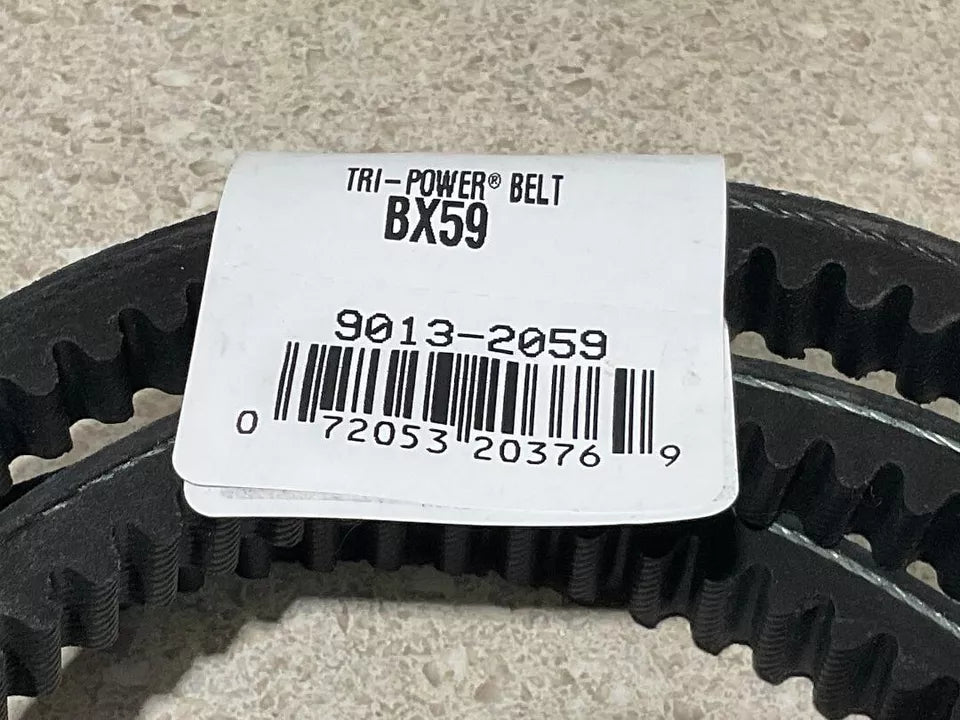 TRI-POWER® BELT
BX59
9013-2059
0 72053 20376 9